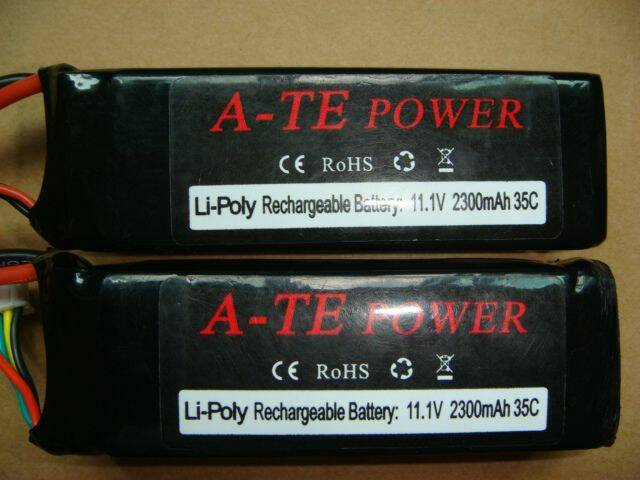 A-TE POWER
CE RoHS
Li-Poly Rechargeable Battery: 11.1V 2300mAh 35C
A-TE POWER
CE RoHS
Li-Poly Rechargeable Battery: 11.1V 2300mAh 35C